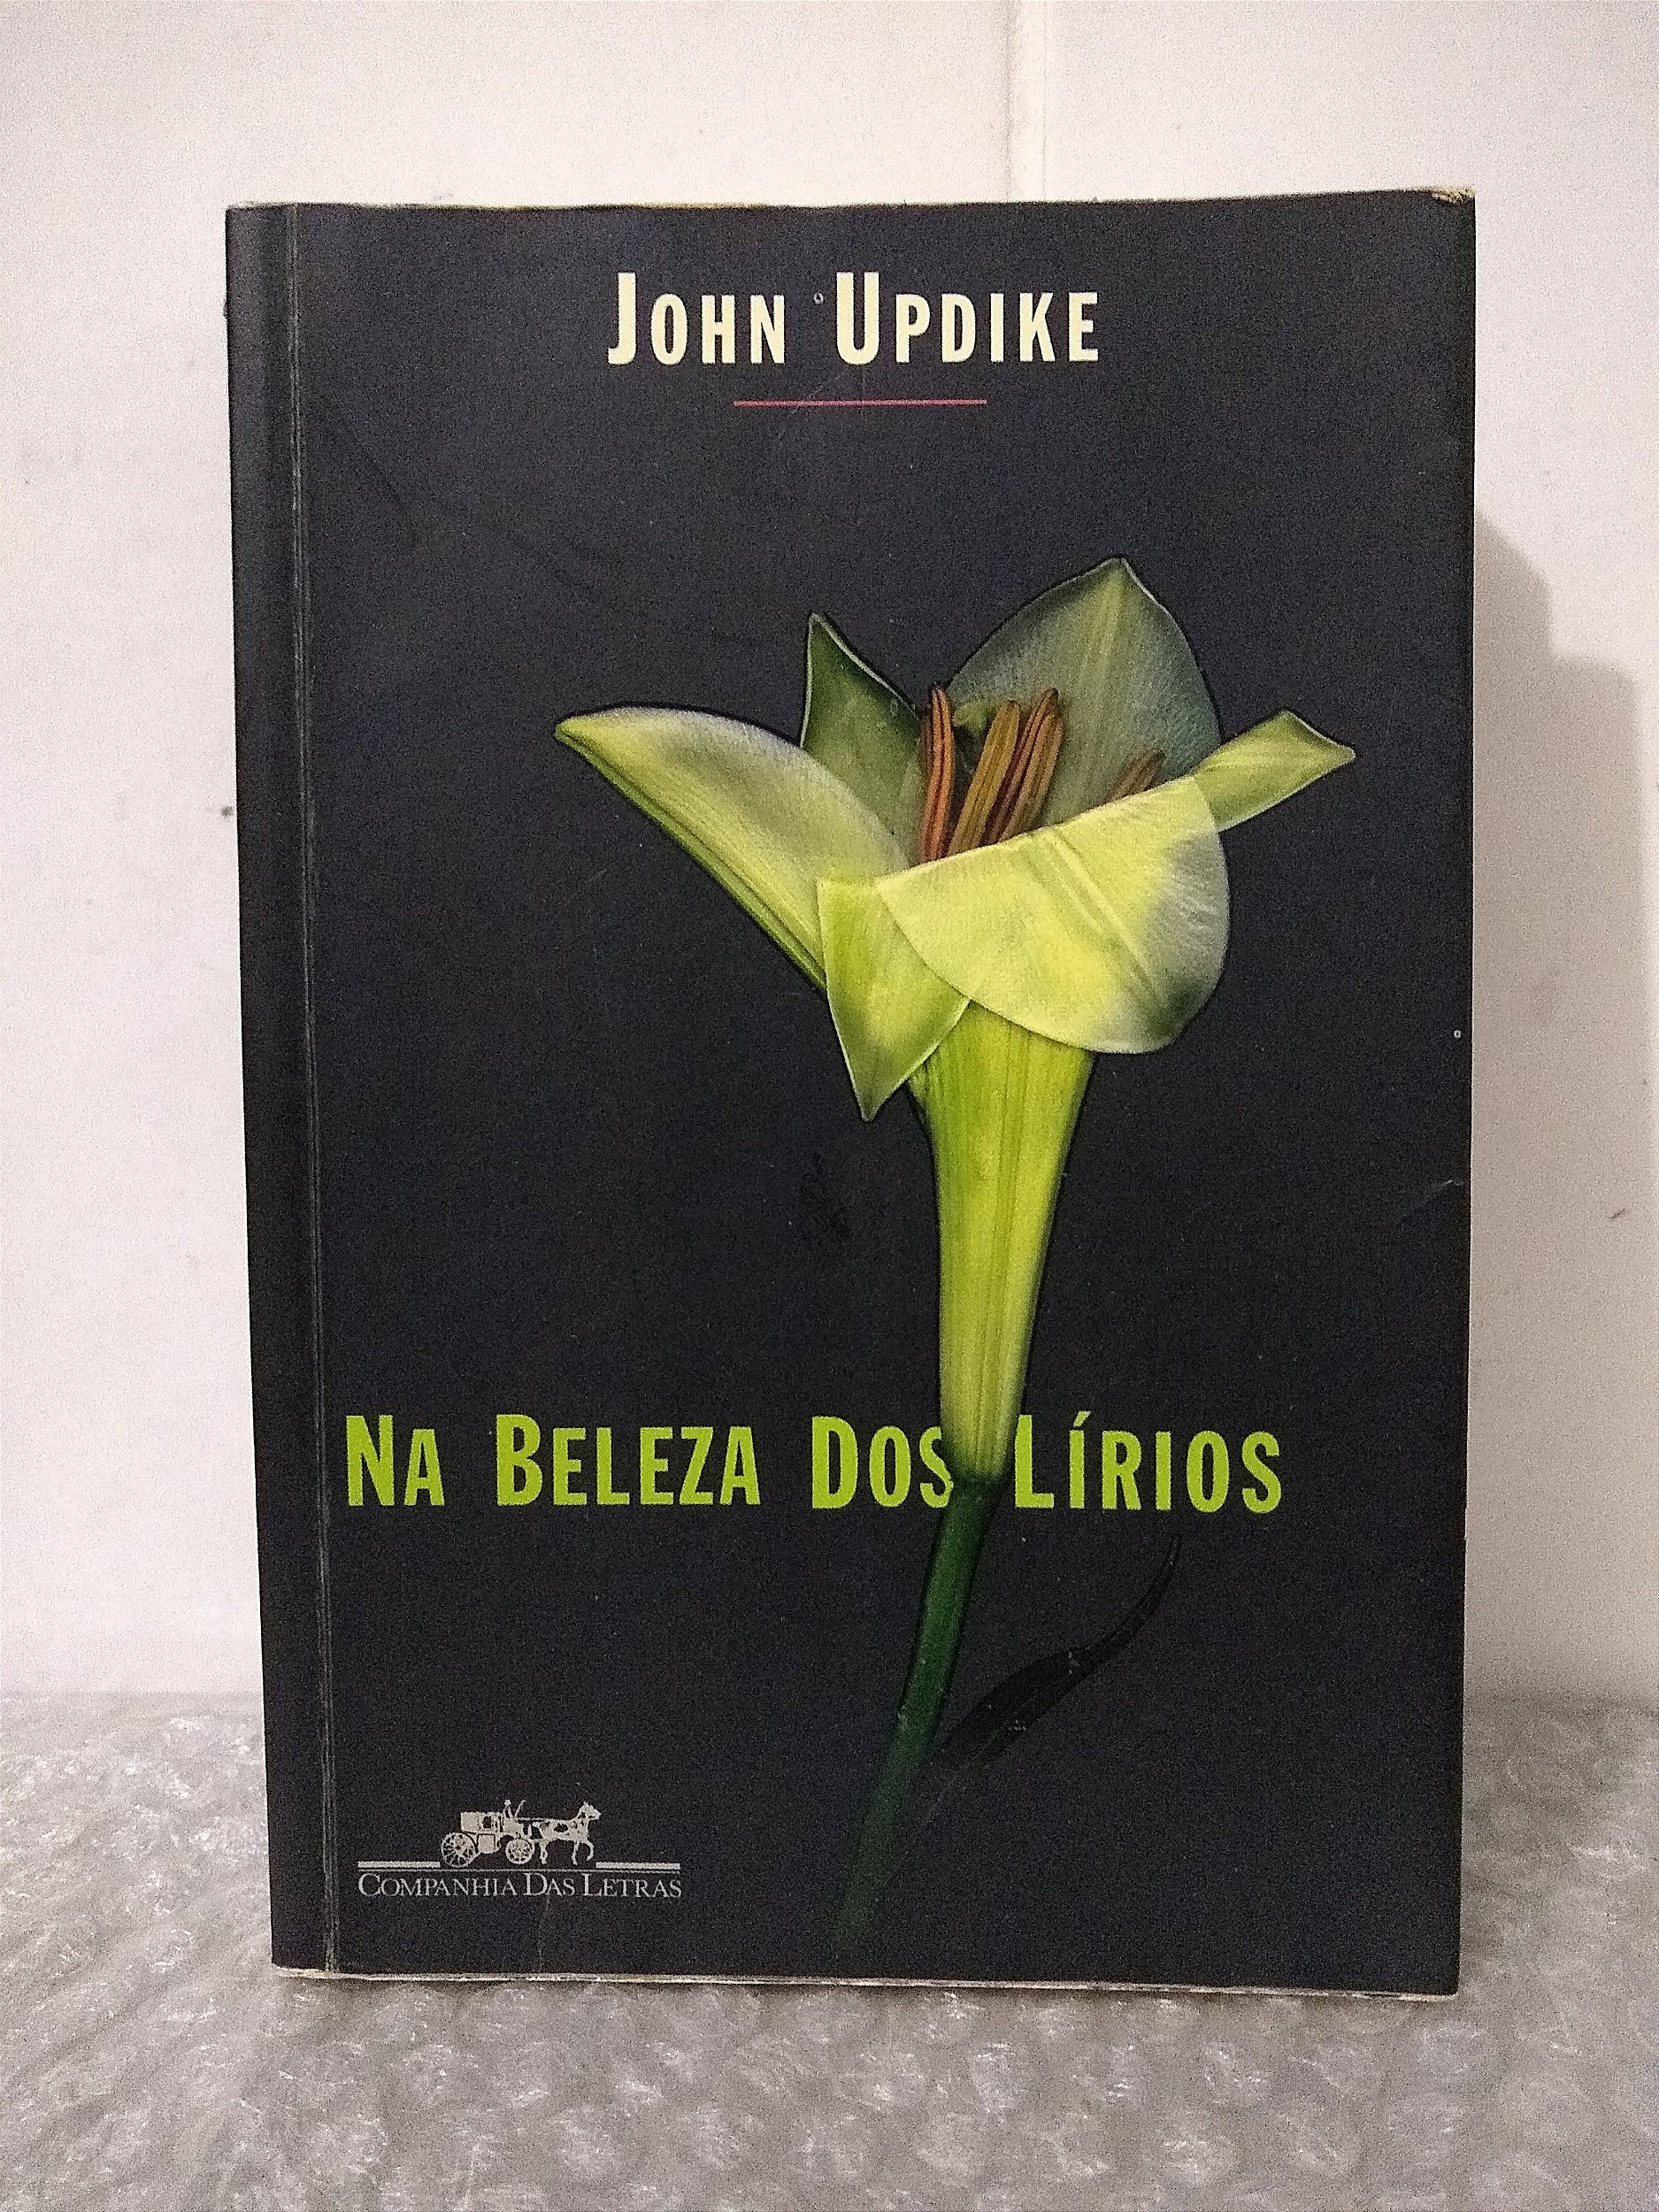 JOHN UPDIKE
NA BELEZA DOS LÍRIOS
COMPANHIA DAS LETRAS